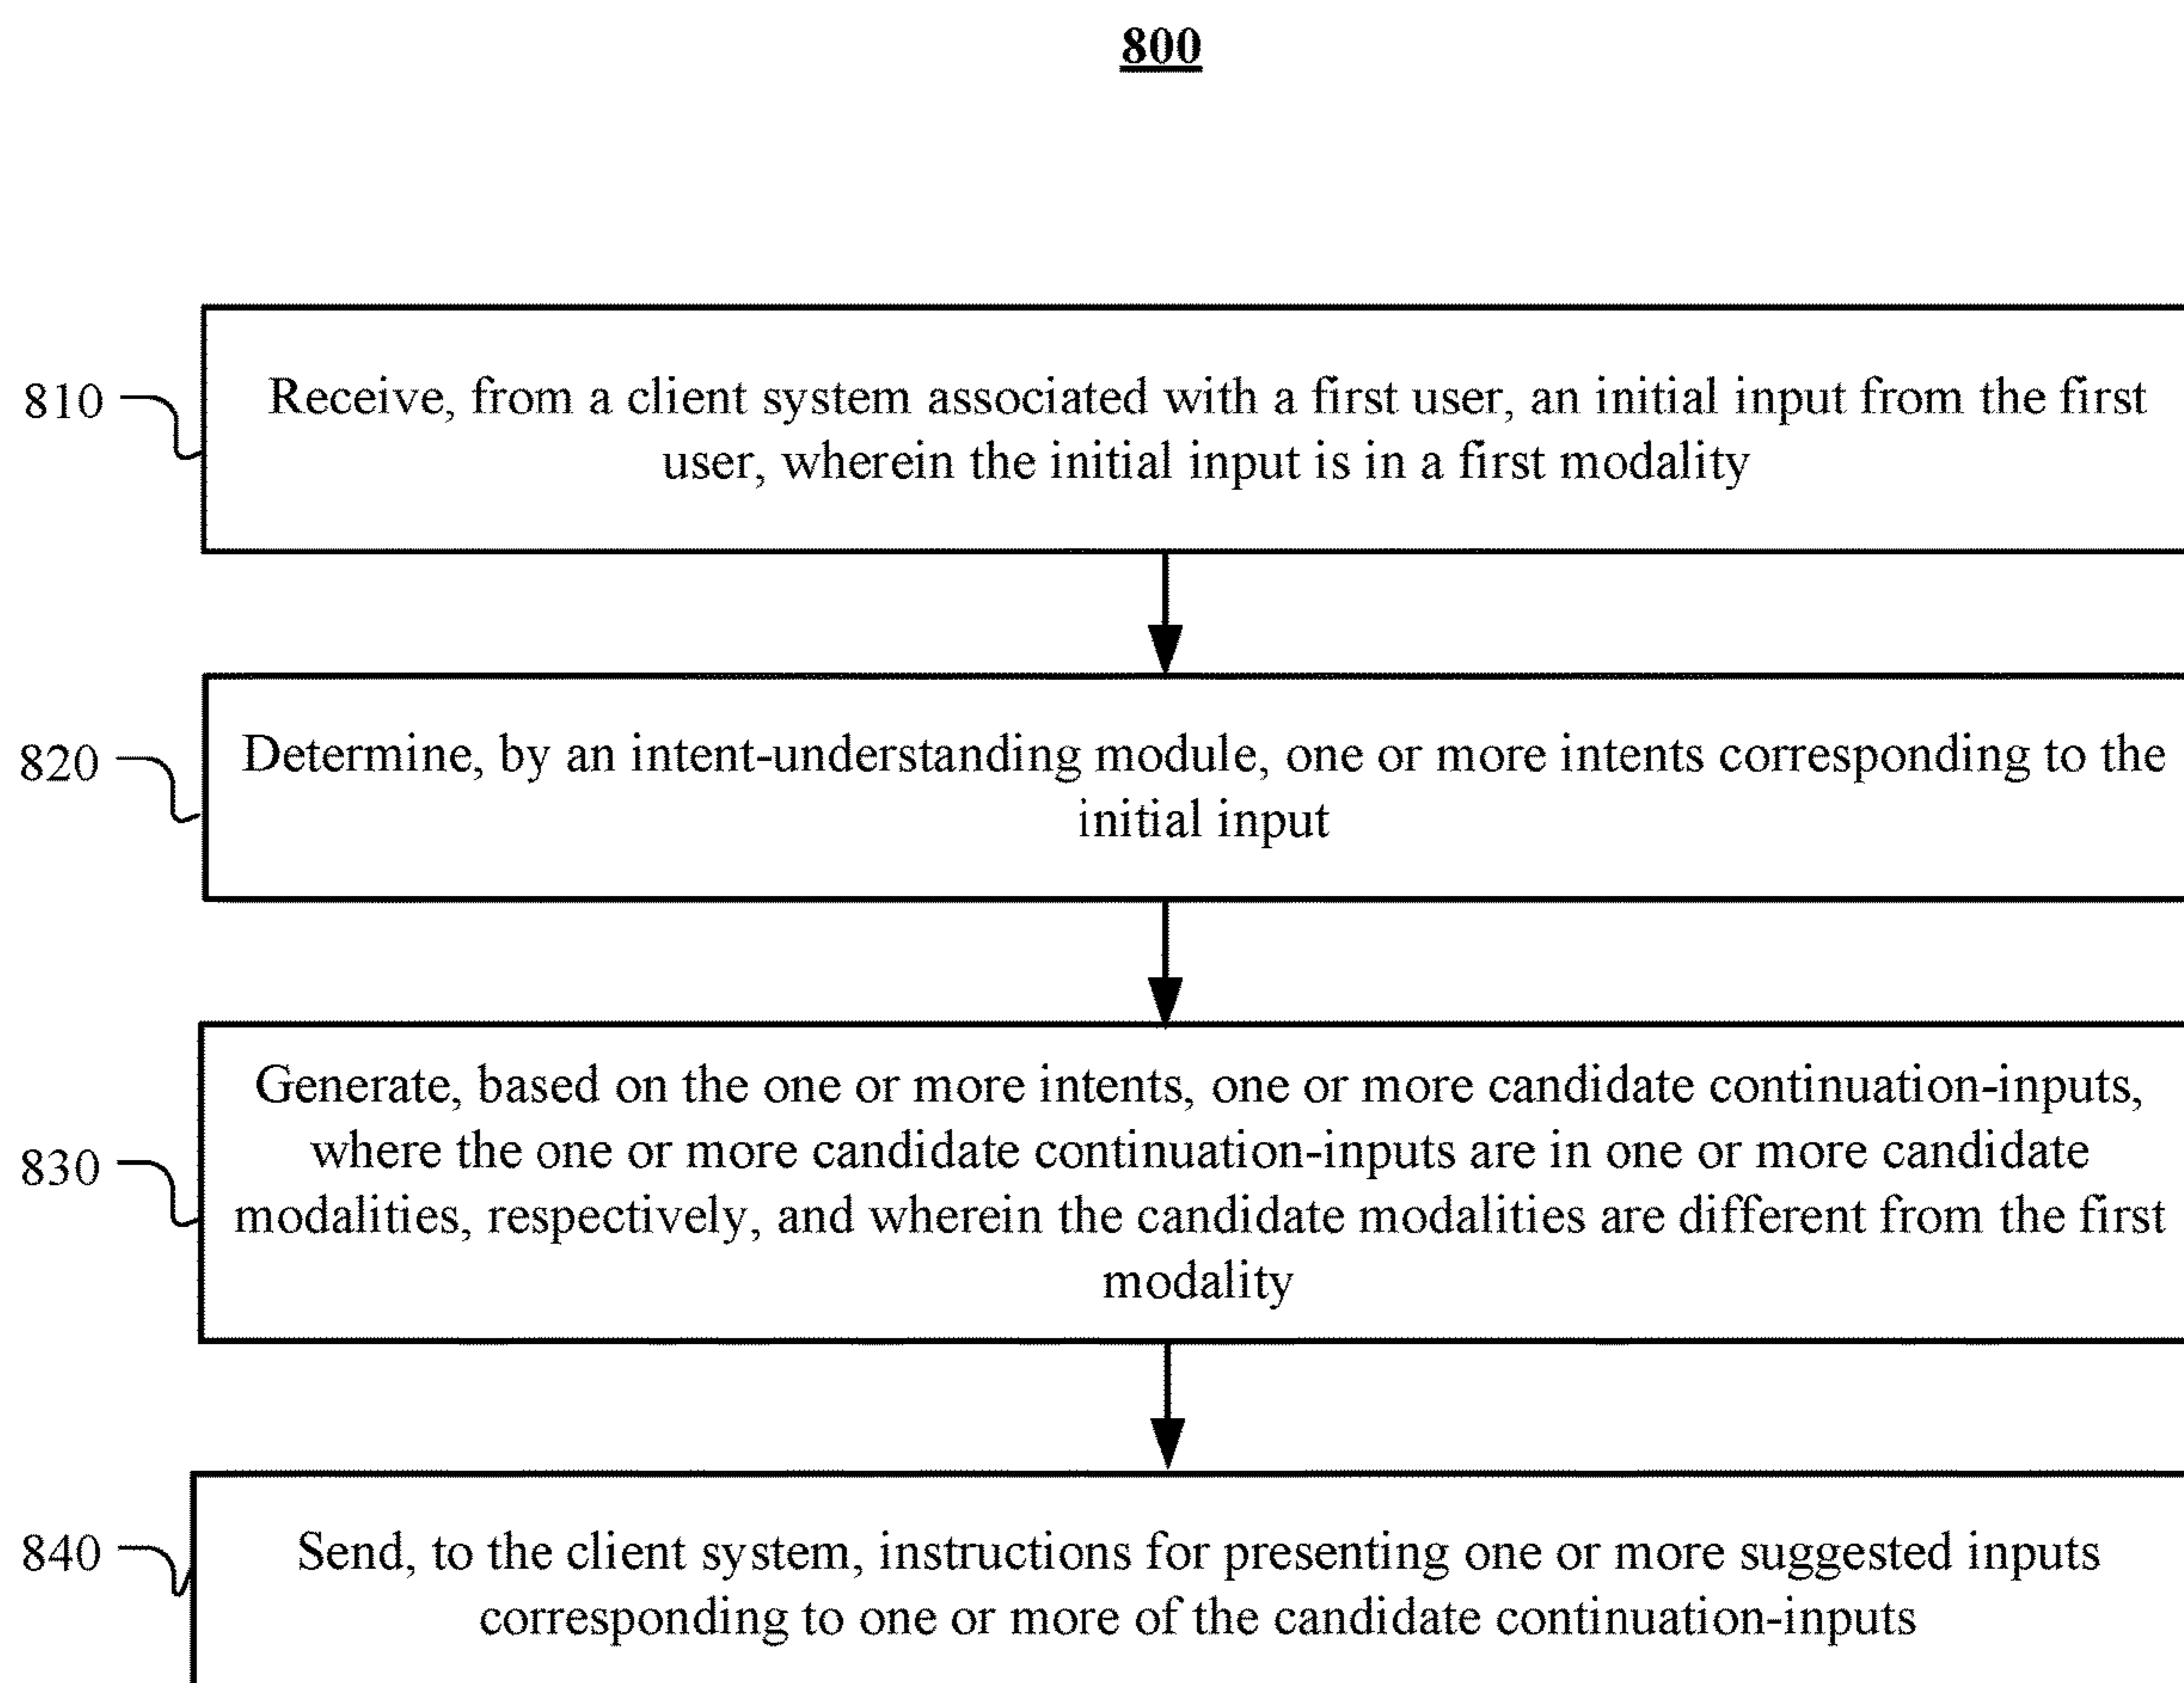 800
810
Receive, from a client system associated with a first user, an initial input from the first
user, wherein the initial input is in a first modality
820
Determine, by an intent-understanding module, one or more intents corresponding to the
initial input
830
Generate, based on the one or more intents, one or more candidate continuation-inputs,
where the one or more candidate continuation-inputs are in one or more candidate
modalities, respectively, and wherein the candidate modalities are different from the first
modality
840
Send, to the client system, instructions for presenting one or more suggested inputs
corresponding to one or more of the candidate continuation-inputs